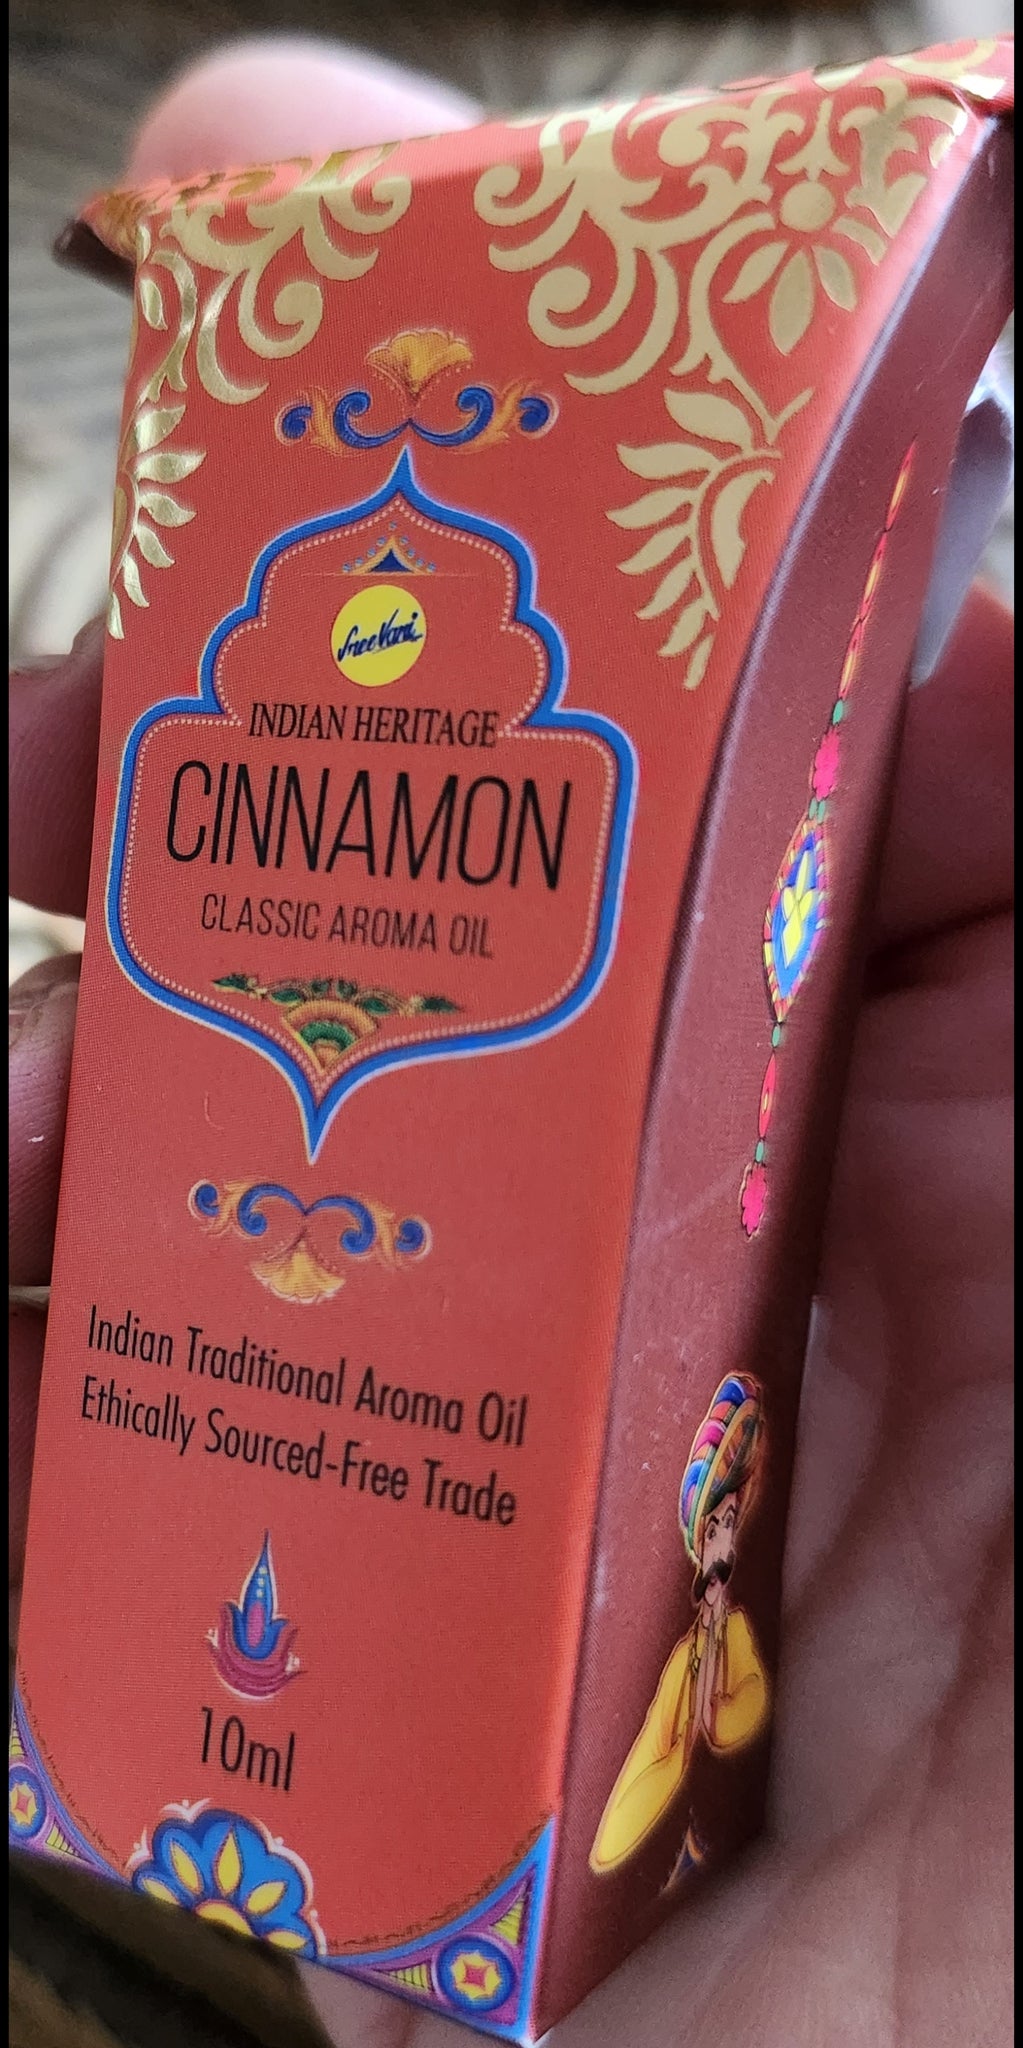 SreeVani
INDIAN HERITAGE
CINNAMON
CLASSIC AROMA OIL
Indian Traditional Aroma Oil
Ethically Sourced-Free Trade
10ml